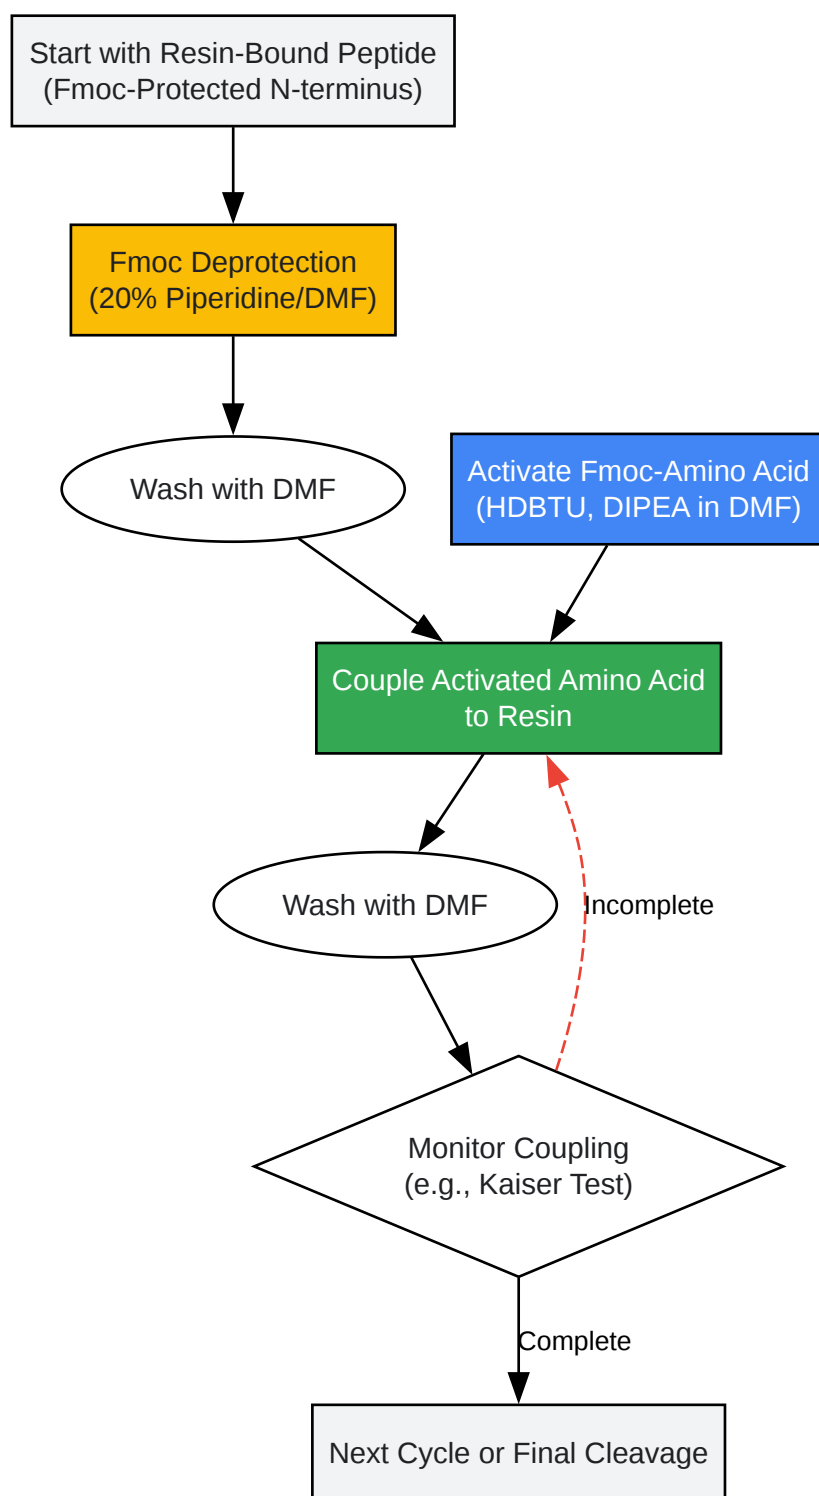 Start with Resin-Bound Peptide
(Fmoc-Protected N-terminus)
Fmoc Deprotection
(20% Piperidine/DMF)
Wash with DMF
Activate Fmoc-Amino Acid
(HDBTU, DIPEA in DMF)
Couple Activated Amino Acid
to Resin
Wash with DMF
Incomplete
Monitor Coupling
(e.g., Kaiser Test)
Complete
Next Cycle or Final Cleavage